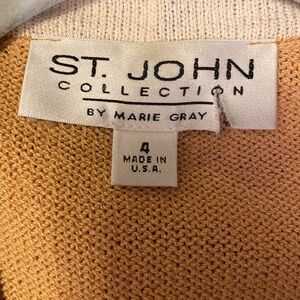 ST. JOHN
COLLECTION
BY MARIE GRAY
4
MADE IN
U.S.A.